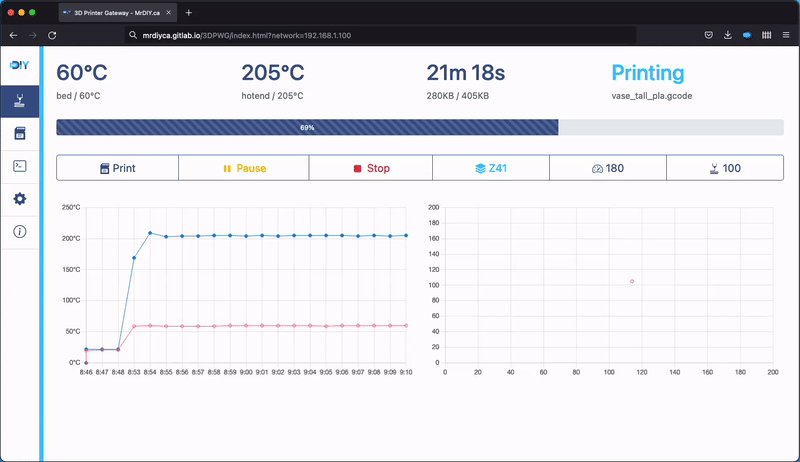 3D Printer Gateway - MrDIY.ca
mrdiyca.gitlab.io/3DPWG/index.html?network=192.168.1.100
DIY
60°C
205°C
21m 18s
Printing
bed / 60°C
hotend / 205°C
280KB / 405KB
vase_tall_pla.gcode
69%
Print
Pause
Stop
Z41
180
100
250°C
200°C
150°C
100°C
50°C
0°C
8:46 8:47 8:48 8:53 8:54 8:55 8:56 8:57 8:58 8:59 9:00 9:01 9:02 9:03 9:04 9:05 9:06 9:07 9:08 9:09 9:10
200
180
160
140
120
100
80
60
40
20
0
0 20 40 60 80 100 120 140 160 180 200